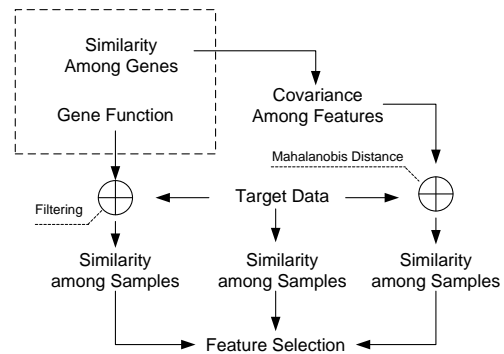 Similarity
Among Genes
Gene Function
Covariance
Among Features
Mahalanobis Distance
Filtering
Target Data
Similarity
among Samples
Similarity
among Samples
Similarity
among Samples
Feature Selection